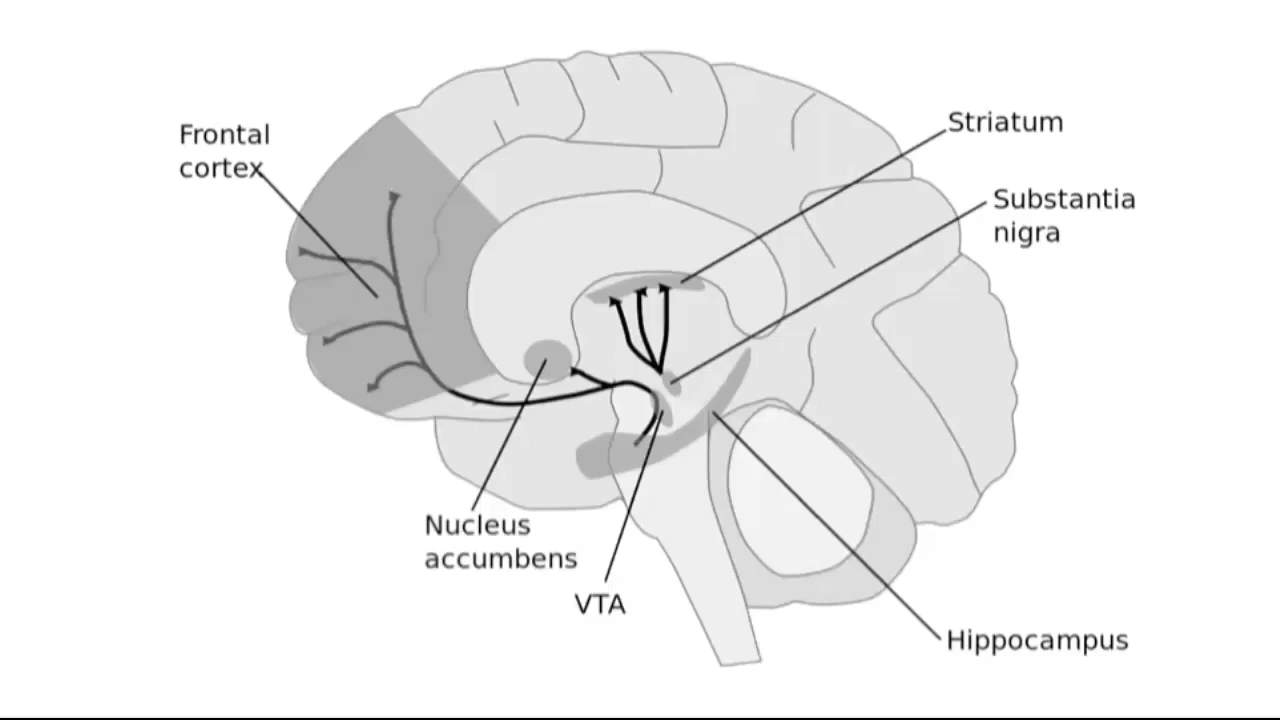 Frontal
cortex
Striatum
Substantia
nigra
Nucleus
accumbens
VTA
Hippocampus